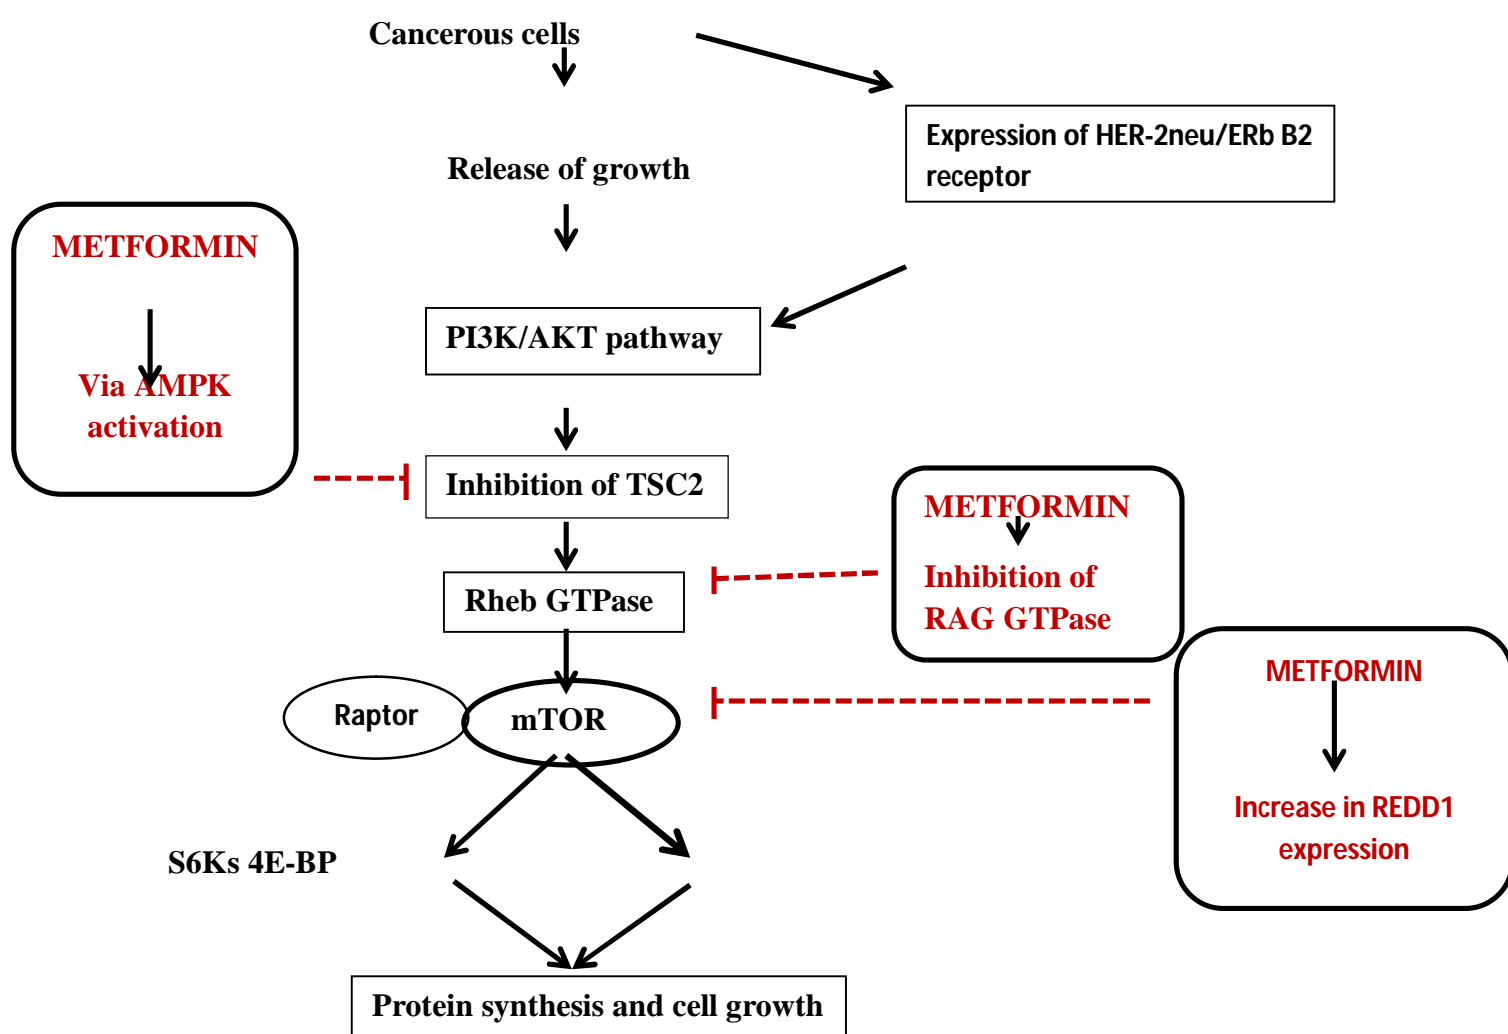 Cancerous cells
Expression of HER-2neu/ERb B2
receptor
Release of growth
METFORMIN
Via AMPK
activation
PI3K/AKT pathway
Inhibition of TSC2
METFORMIN
Inhibition of
RAG GTPase
Rheb GTPase
METFORMIN
Increase in REDD1
expression
Raptor
mTOR
S6Ks 4E-BP
Protein synthesis and cell growth